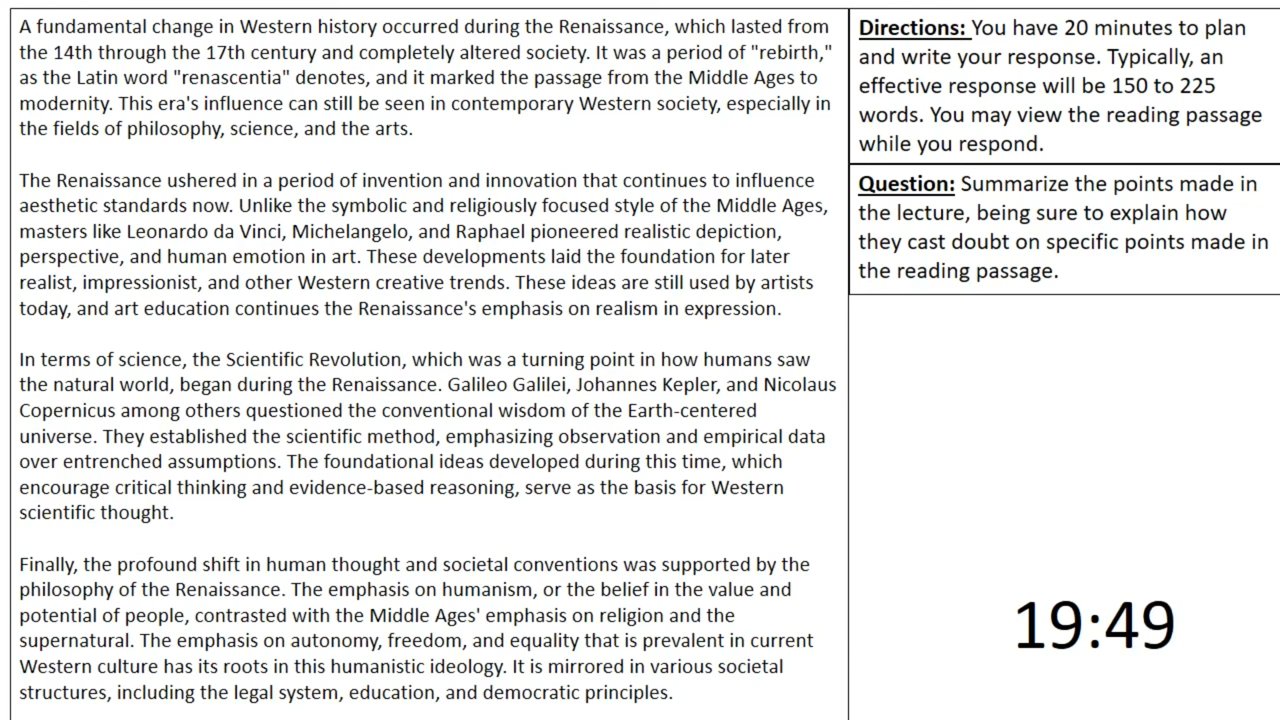 A fundamental change in Western history occurred during the Renaissance, which lasted from
the 14th through the 17th century and completely altered society. It was a period of "rebirth,"
as the Latin word "renascentia" denotes, and it marked the passage from the Middle Ages to
modernity. This era's influence can still be seen in contemporary Western society, especially in
the fields of philosophy, science, and the arts.
The Renaissance ushered in a period of invention and innovation that continues to influence
aesthetic standards now. Unlike the symbolic and religiously focused style of the Middle Ages,
masters like Leonardo da Vinci, Michelangelo, and Raphael pioneered realistic depiction,
perspective, and human emotion in art. These developments laid the foundation for later
realist, impressionist, and other Western creative trends. These ideas are still used by artists
today, and art education continues the Renaissance's emphasis on realism in expression.
In terms of science, the Scientific Revolution, which was a turning point in how humans saw
the natural world, began during the Renaissance. Galileo Galilei, Johannes Kepler, and Nicolaus
Copernicus among others questioned the conventional wisdom of the Earth-centered
universe. They established the scientific method, emphasizing observation and empirical data
over entrenched assumptions. The foundational ideas developed during this time, which
encourage critical thinking and evidence-based reasoning, serve as the basis for Western
scientific thought.
Finally, the profound shift in human thought and societal conventions was supported by the
philosophy of the Renaissance. The emphasis on humanism, or the belief in the value and
potential of people, contrasted with the Middle Ages' emphasis on religion and the
supernatural. The emphasis on autonomy, freedom, and equality that is prevalent in current
Western culture has its roots in this humanistic ideology. It is mirrored in various societal
structures, including the legal system, education, and democratic principles.
Directions: You have 20 minutes to plan
and write your response. Typically, an
effective response will be 150 to 225
words. You may view the reading passage
while you respond.
Question: Summarize the points made in
the lecture, being sure to explain how
they cast doubt on specific points made in
the reading passage.
19:49